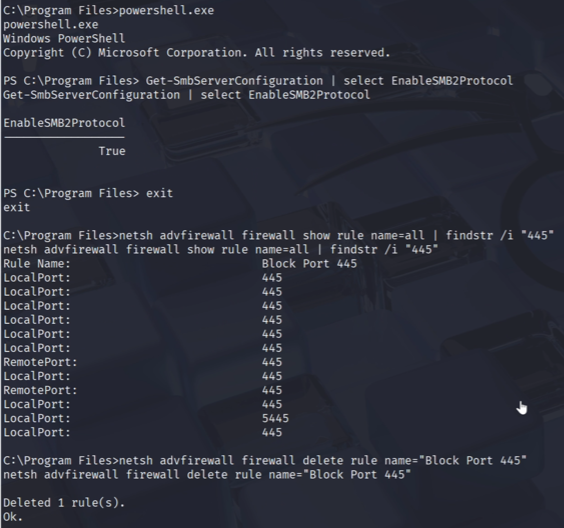 C:\Program Files>powershell.exe
powershell.exe
Windows PowerShell
Copyright (C) Microsoft Corporation. All rights reserved.
PS C:\Program Files> Get-SmbServerConfiguration | select EnableSMB2Protocol
Get-SmbServerConfiguration | select EnableSMB2Protocol
EnableSMB2Protocol
True
PS C:\Program Files> exit
exit
C:\Program Files>netsh advfirewall firewall show rule name=all | findstr /i "445"
netsh advfirewall firewall show rule name=all | findstr /i "445"
Rule Name: Block Port 445
LocalPort: 445
LocalPort: 445
LocalPort: 445
LocalPort: 445
LocalPort: 445
LocalPort: 445
RemotePort: 445
LocalPort: 445
RemotePort: 445
LocalPort: 445
LocalPort: 5445
LocalPort: 445
C:\Program Files>netsh advfirewall firewall delete rule name="Block Port 445"
netsh advfirewall firewall delete rule name="Block Port 445"
Deleted 1 rule(s).
Ok.